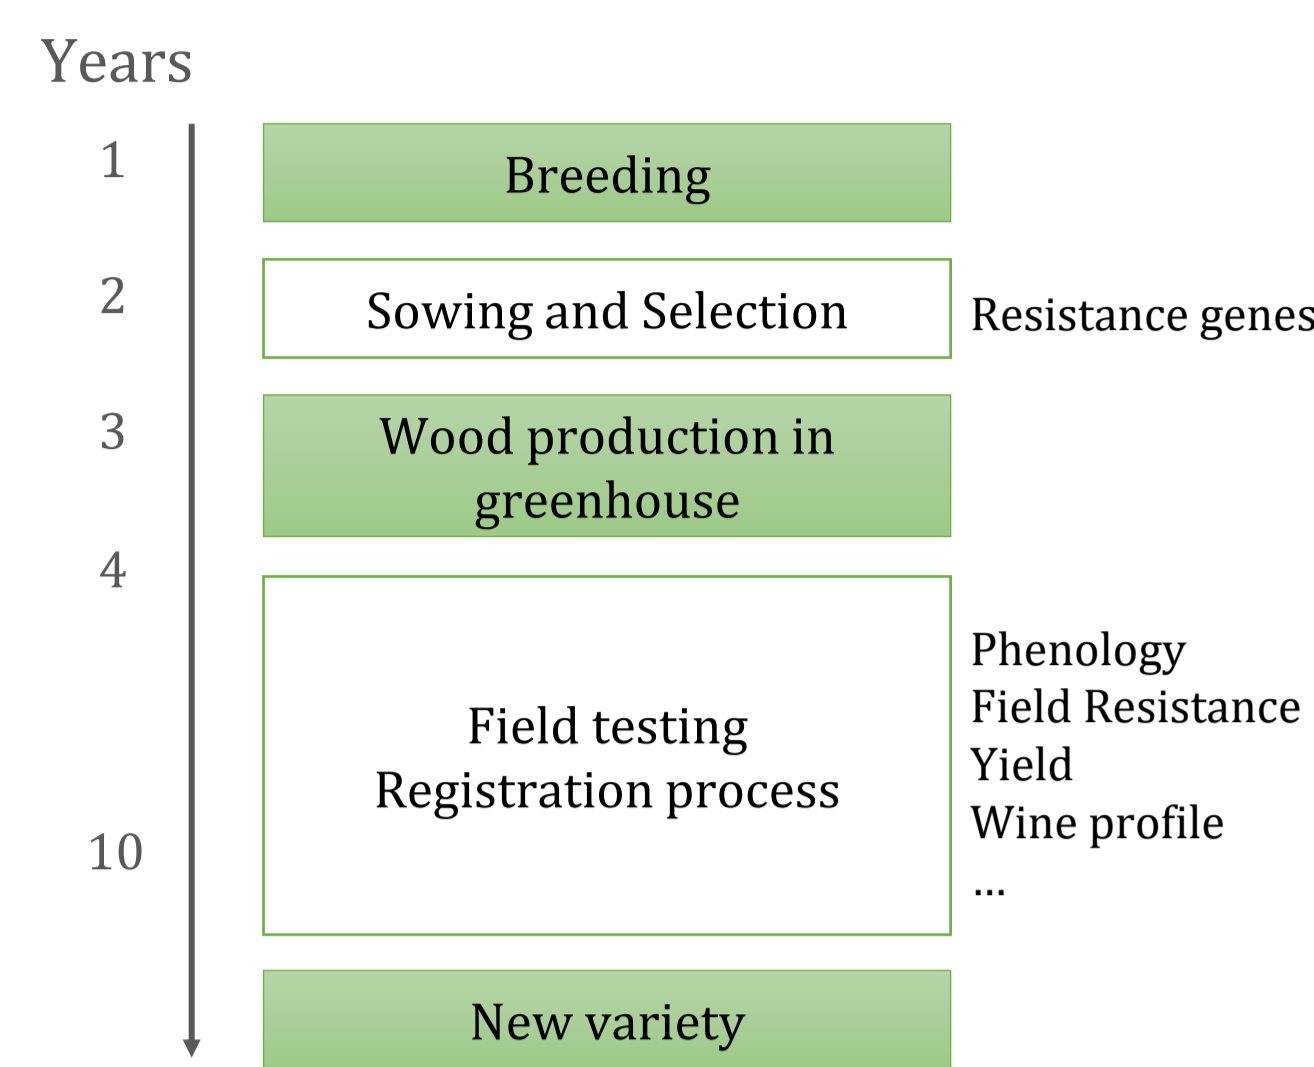 Years
1
Breeding
2
Sowing and Selection
Resistance genes
3
Wood production in
greenhouse
4
Field testing
Registration process
Phenology
Field Resistance
Yield
Wine profile
...
10
New variety